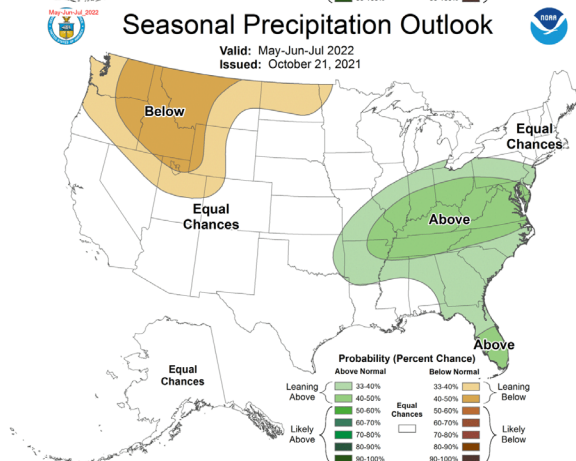 May-Jun-Jul 2022
Seasonal Precipitation Outlook
NOAA
Valid: May-Jun-Jul 2022
Issued: October 21, 2021
Below
Equal
Chances
Equal
Chances
Above
Above
Equal
Chances
Probability (Percent Chance)
Above Normal
Below Normal
Leaning
Above
33-40%
40-50%
Likely
Above
50-60%
60-70%
70-80%
80-90%
90-100%
Equal
Chances
33-40%
40-50%
Leaning
Below
50-60%
60-70%
70-80%
80-90%
90-100%
Likely
Below